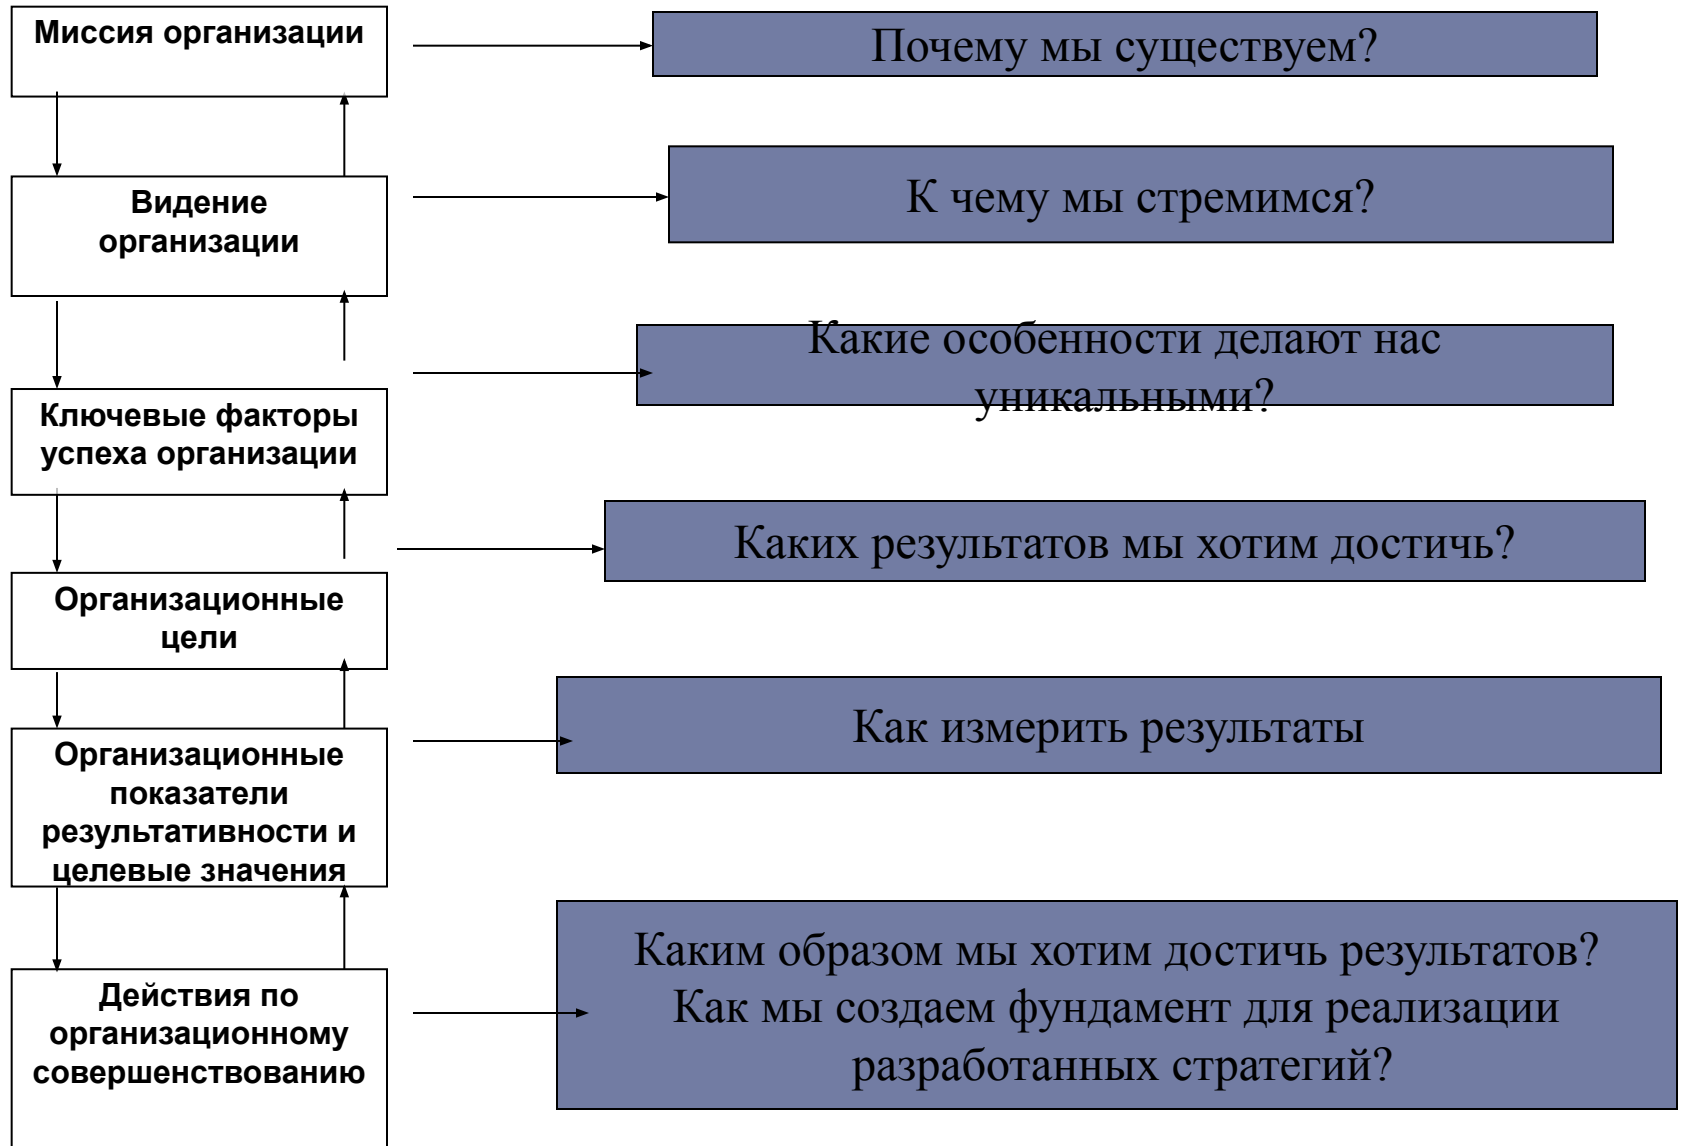 Миссия организации
Почему мы существуем?
Видение
организации
К чему мы стремимся?
Ключевые факторы
успеха организации
Какие особенности делают нас
уникальными?
Организационные
цели
Каких результатов мы хотим достичь?
Организационные
показатели
результативности и
целевые значения
Как измерить результаты
Действия по
организационному
совершенствованию
Каким образом мы хотим достичь результатов?
Как мы создаем фундамент для реализации
разработанных стратегий?